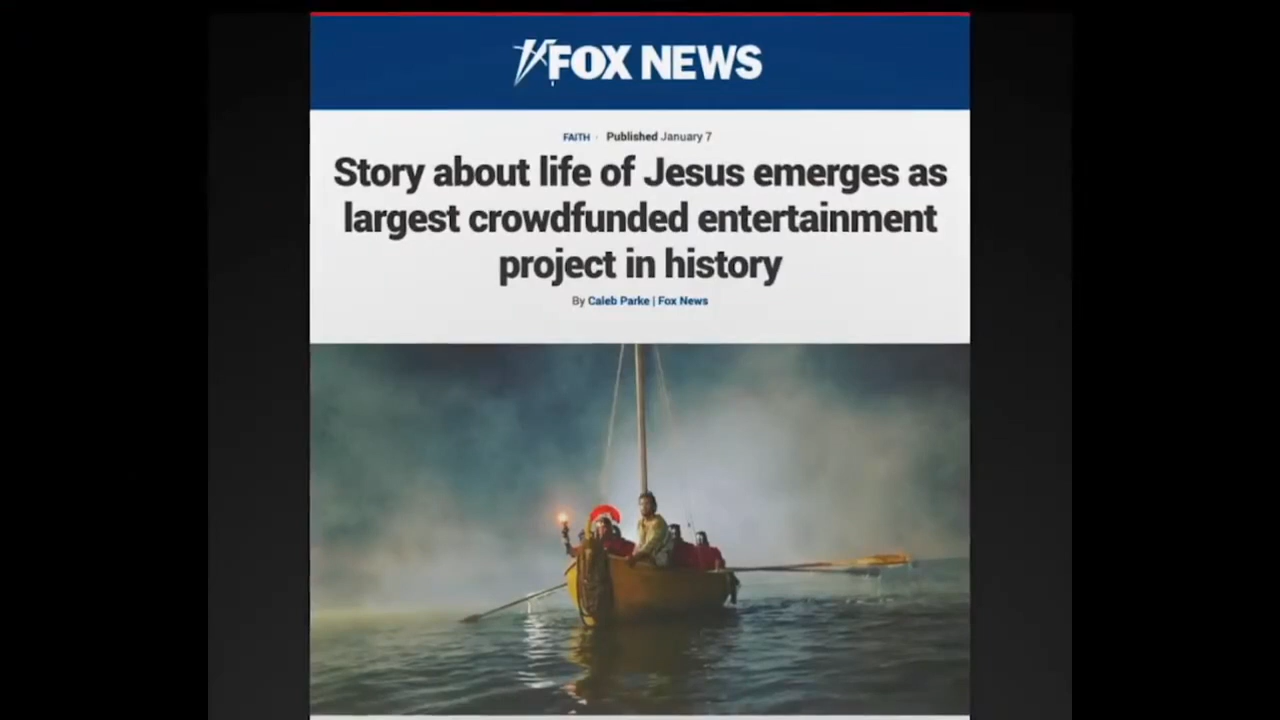 FOX NEWS
FAITH · Published January 7
Story about life of Jesus emerges as
largest crowdfunded entertainment
project in history
By Caleb Parke | Fox News